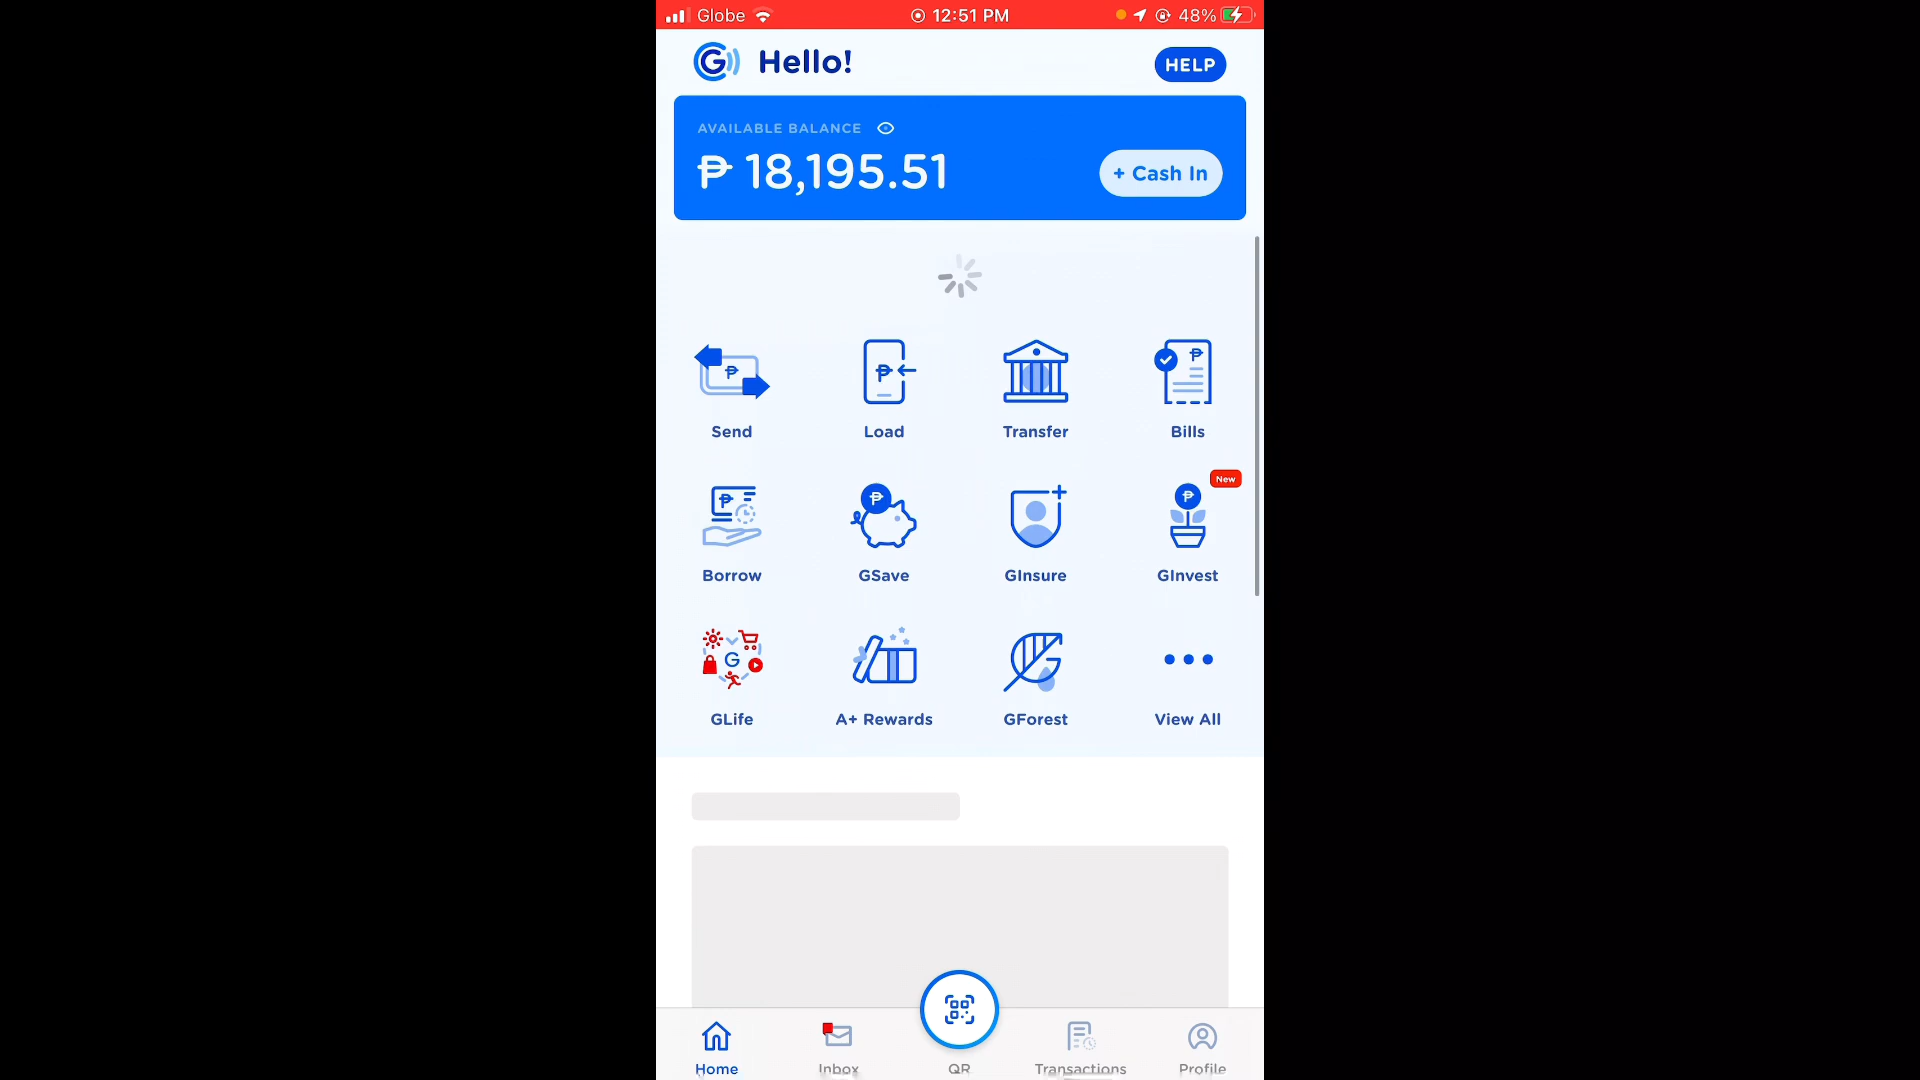 Globe 12:51 PM 48%
G Hello! HELP
AVAILABLE BALANCE
₱ 18,195.51
+ Cash In
Send Load Transfer Bills
New
Borrow GSave GInsure GInvest
GLife A+ Rewards GForest View All
Home Inbox QR Transactions Profile